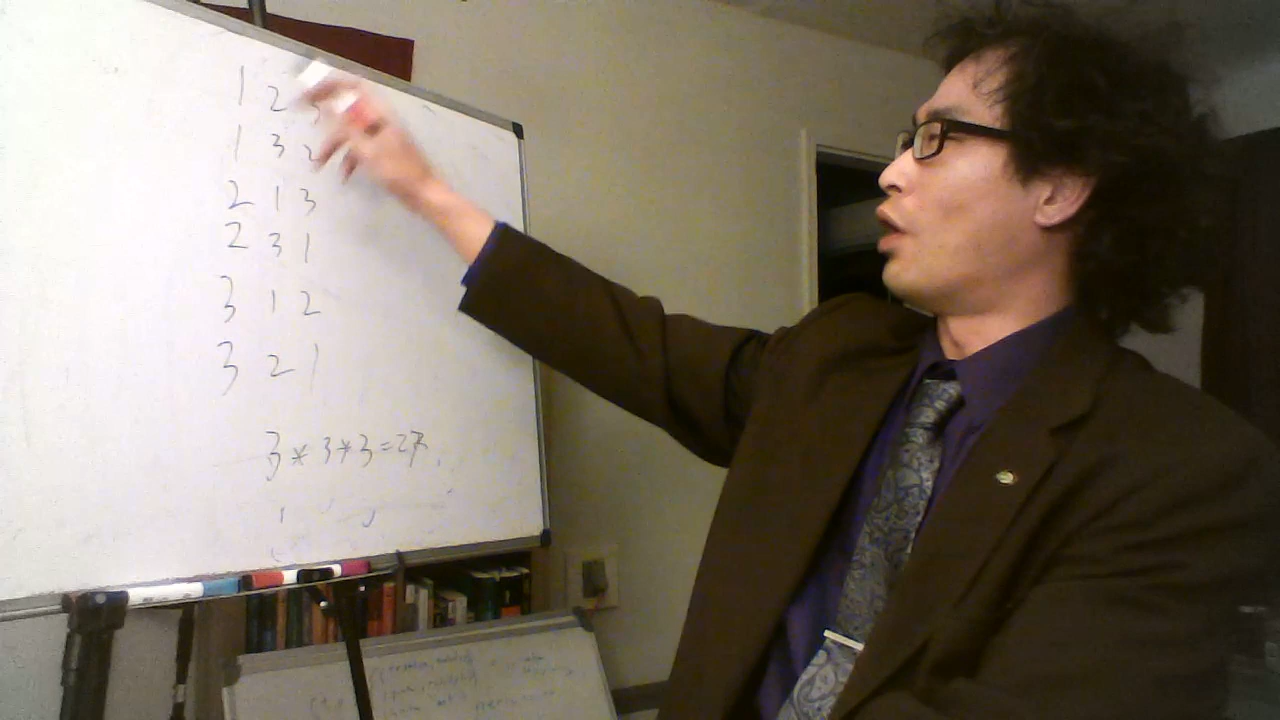 1 2 3
1 3 2
2 1 3
2 3 1
3 1 2
3 2 1
3*3*3=27